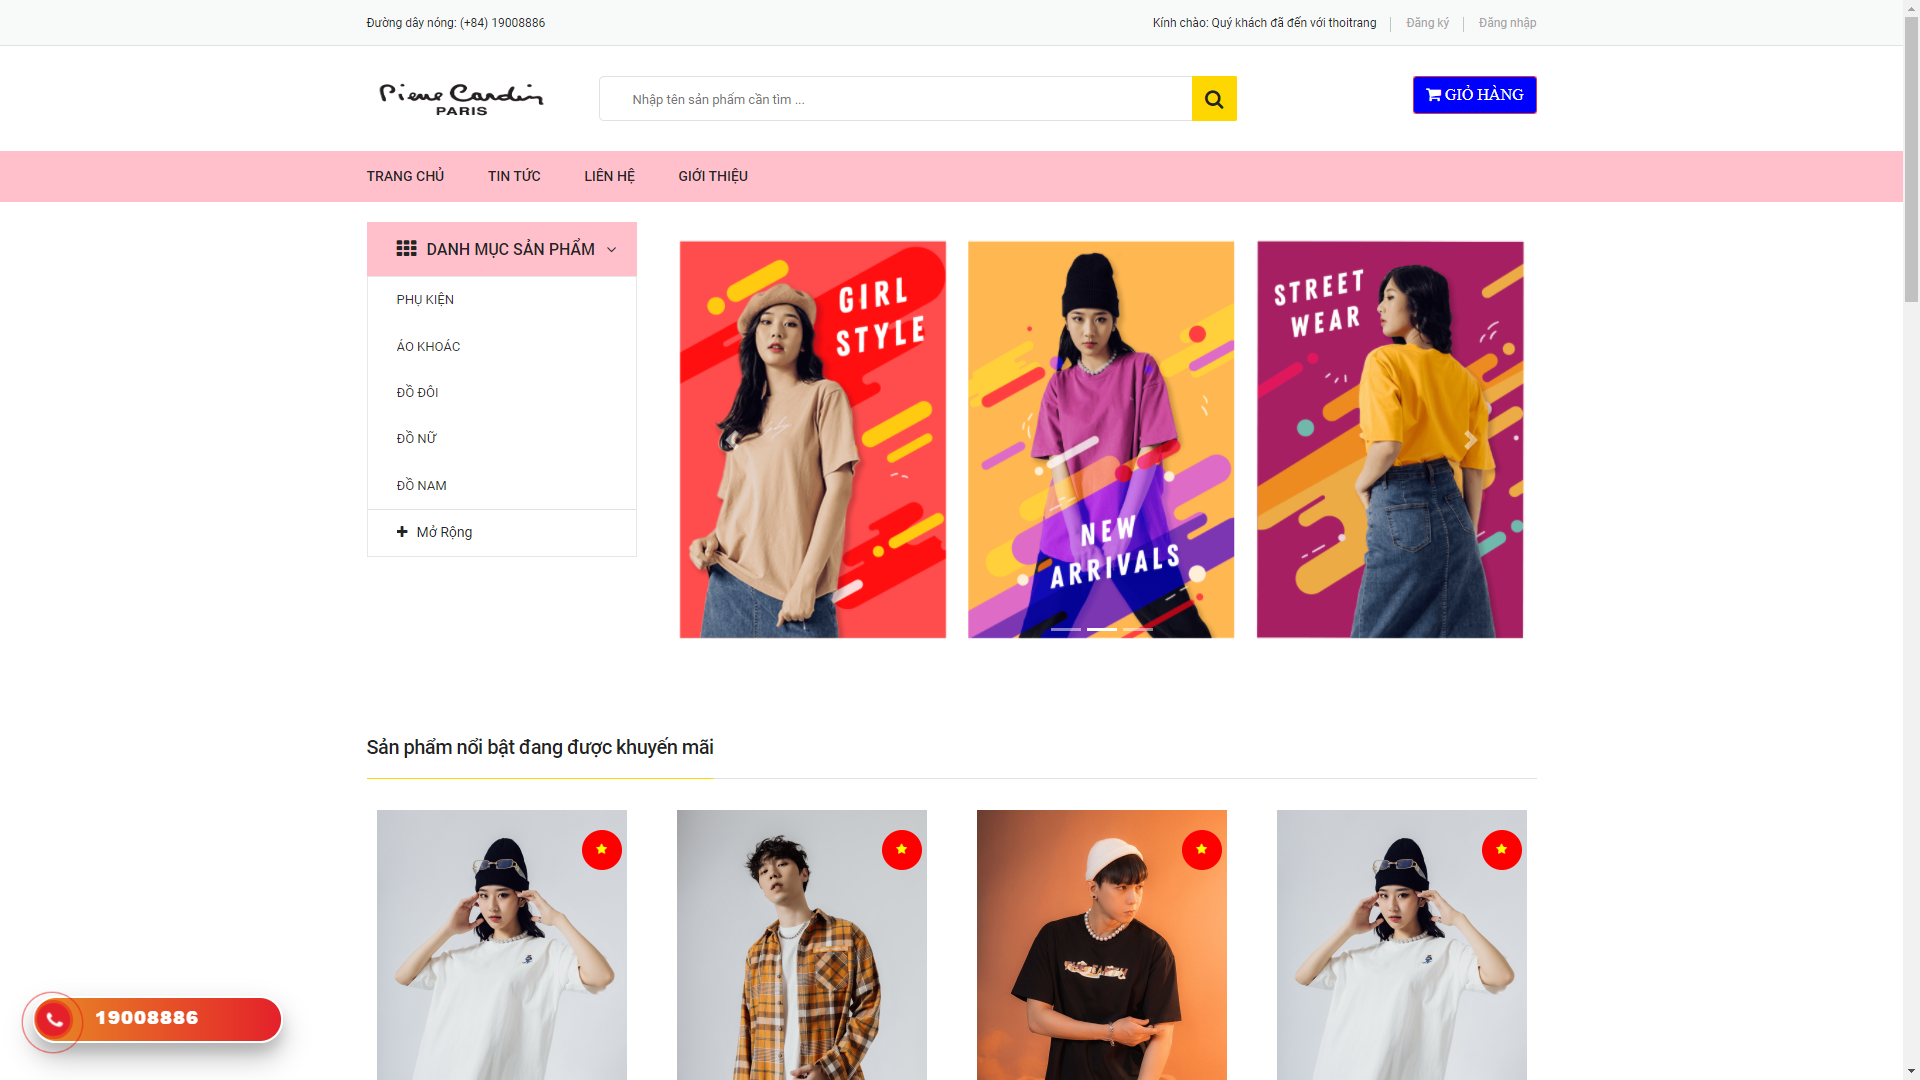 Đường dây nóng: (+84) 19008886
Kính chào: Quý khách đã đến với thoitrang
Đăng ký
Đăng nhập
Pierre Cardin
PARIS
Nhập tên sản phẩm cần tìm ...
GIỎ HÀNG
TRANG CHỦ
TIN TỨC
LIÊN HỆ
GIỚI THIỆU
DANH MỤC SẢN PHẨM
PHỤ KIỆN
ÁO KHOÁC
ĐỒ ĐÔI
ĐỒ NỮ
ĐỒ NAM
Mở Rộng
GIRL
STYLE
NEW
ARRIVALS
STREET
WEAR
Sản phẩm nổi bật đang được khuyến mãi
19008886